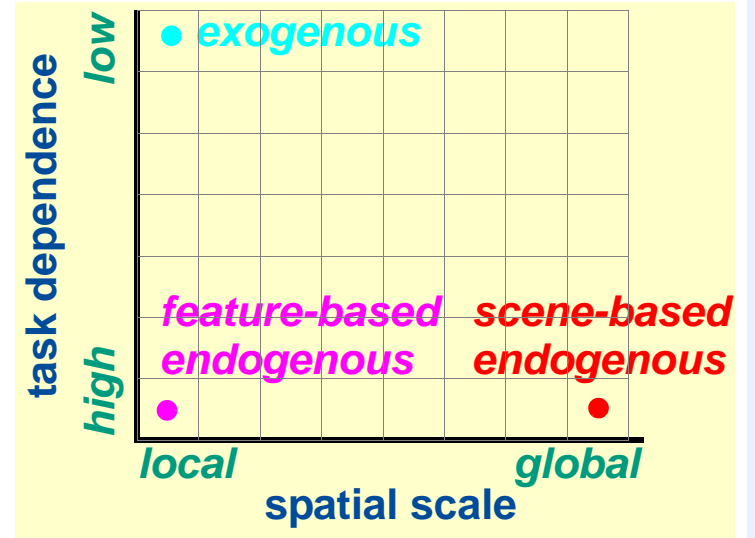 low
exogenous
task dependence
feature-based
endogenous
scene-based
endogenous
high
local
global
spatial scale